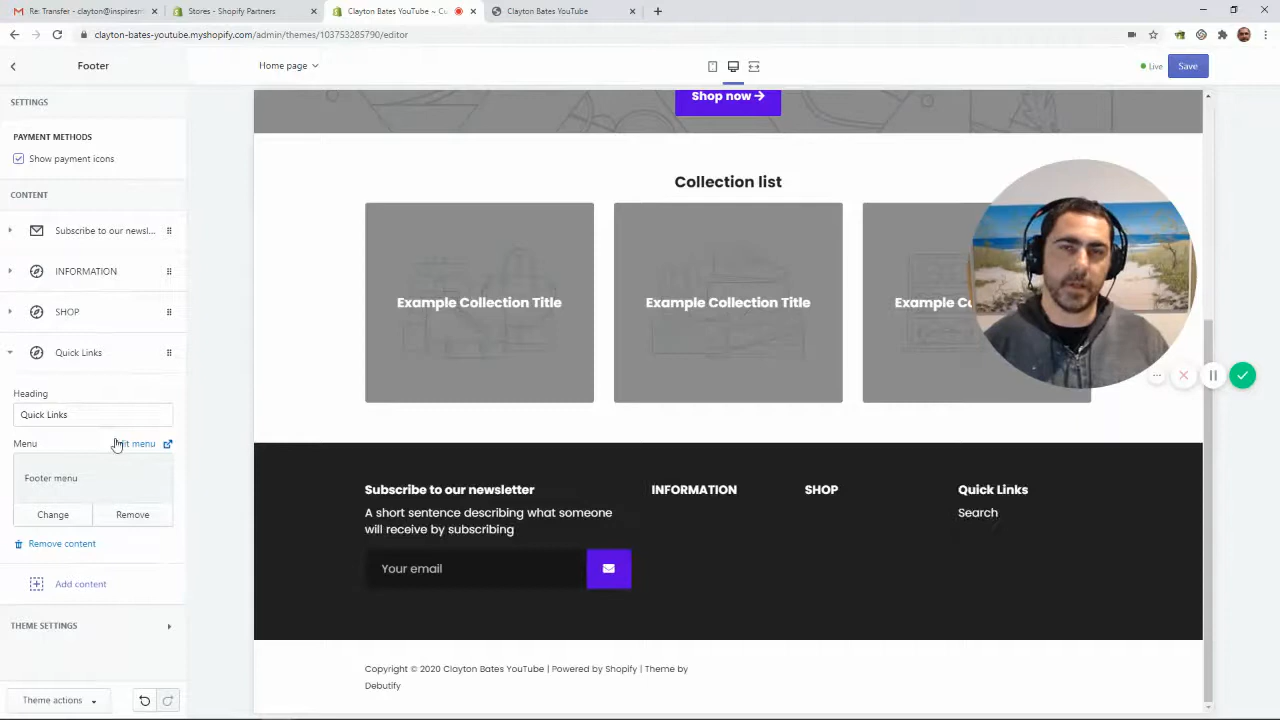 Re: Transfer - clayton@inspiresm
Stores - Shopify Partners
Clayton Bates YouTube ~ C
Clayton Bates YouTube
clayton-bates-youtube.myshopify.com/admin/themes/103753285790/editor
Footer
Home page
Live
Save
SETTINGS
PAYMENT METHODS
Show payment icons
CONTENT
Subscribe to our newsl...
INFORMATION
SHOP
Quick Links
Heading
Quick Links
Menu
it menu
Footer menu
Change
Remove
Remove content
Add content
THEME SETTINGS
Theme actions
Shop now
Collection list
Example Collection Title
Example Collection Title
Example Co
Subscribe to our newsletter
A short sentence describing what someone
will receive by subscribing
Your email
INFORMATION
SHOP
Quick Links
Search
Copyright © 2020 Clayton Bates YouTube | Powered by Shopify | Theme by
Debutify